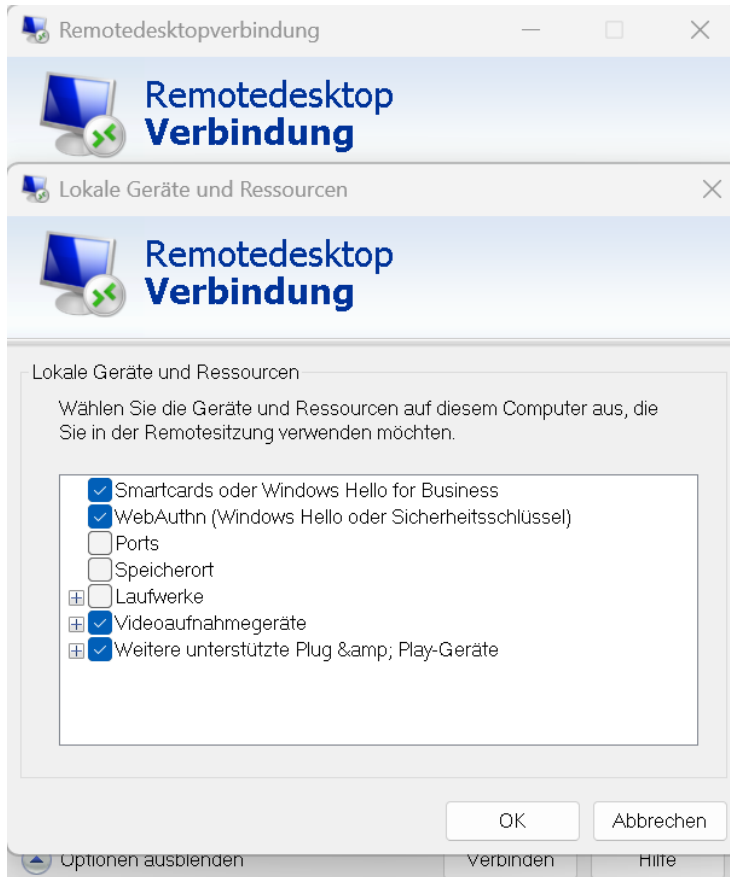 Remotedesktopverbindung
Remotedesktop
Verbindung
Lokale Geräte und Ressourcen
Remotedesktop
Verbindung
Lokale Geräte und Ressourcen
Wählen Sie die Geräte und Ressourcen auf diesem Computer aus, die
Sie in der Remotesitzung verwenden möchten.
Smartcards oder Windows Hello for Business
WebAuthn (Windows Hello oder Sicherheitsschlüssel)
Ports
Speicherort
Laufwerke
Videoaufnahmegeräte
Weitere unterstützte Plug &amp; Play-Geräte
OK Abbrechen
Optionen ausblenden Verbinden Hilfe